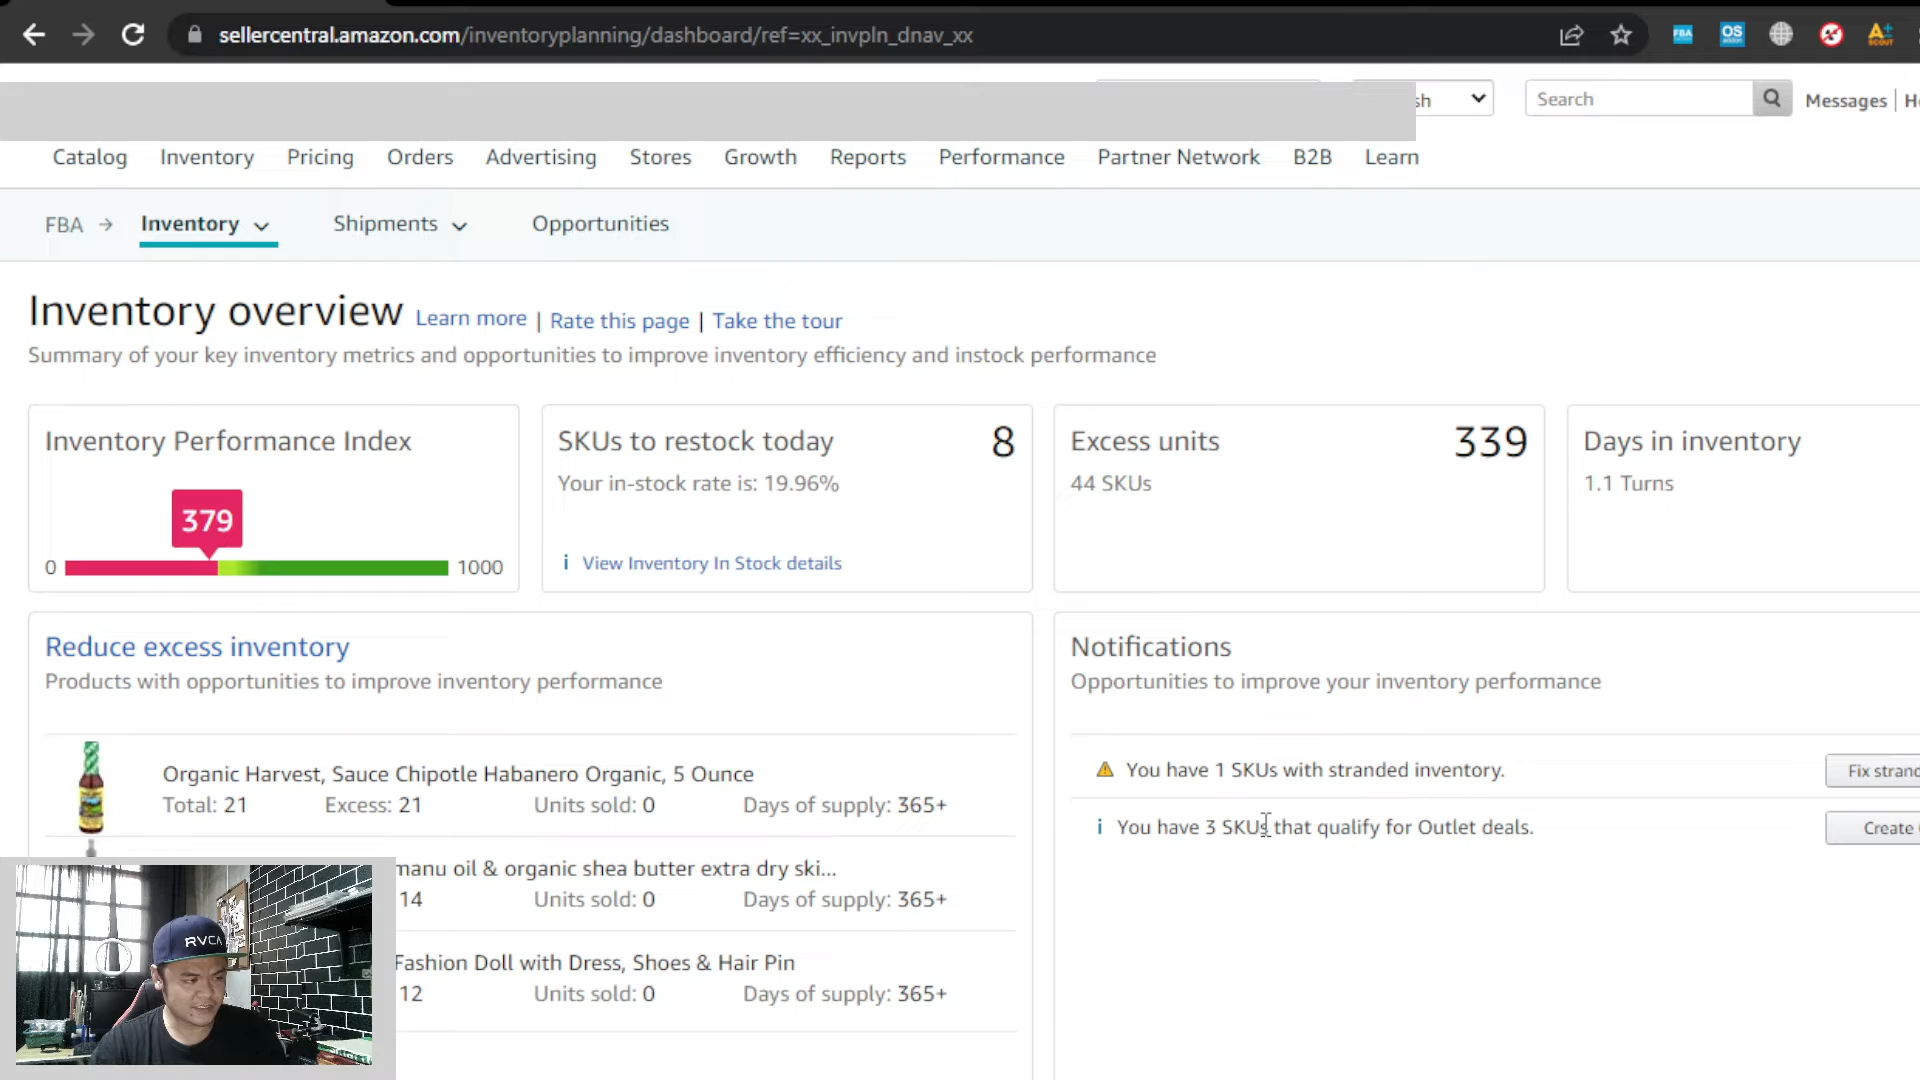 sellercentral.amazon.com/inventoryplanning/dashboard/ref=xx_invpln_dnav_xx
FBA
OS
A+
SCOUT
sh
Search
Messages
Catalog Inventory Pricing Orders Advertising Stores Growth Reports Performance Partner Network B2B Learn
FBA → Inventory Shipments Opportunities
Inventory overview Learn more | Rate this page | Take the tour
Summary of your key inventory metrics and opportunities to improve inventory efficiency and instock performance
Inventory Performance Index
379
0 1000
SKUs to restock today 8
Your in-stock rate is: 19.96%
i View Inventory In Stock details
Excess units 339
44 SKUs
Days in inventory
1.1 Turns
Reduce excess inventory
Products with opportunities to improve inventory performance
Organic Harvest, Sauce Chipotle Habanero Organic, 5 Ounce
Total: 21 Excess: 21 Units sold: 0 Days of supply: 365+
manu oil & organic shea butter extra dry ski...
14 Units sold: 0 Days of supply: 365+
Fashion Doll with Dress, Shoes & Hair Pin
12 Units sold: 0 Days of supply: 365+
Notifications
Opportunities to improve your inventory performance
You have 1 SKUs with stranded inventory.
Fix stran
i You have 3 SKUs that qualify for Outlet deals.
Create
RVCA